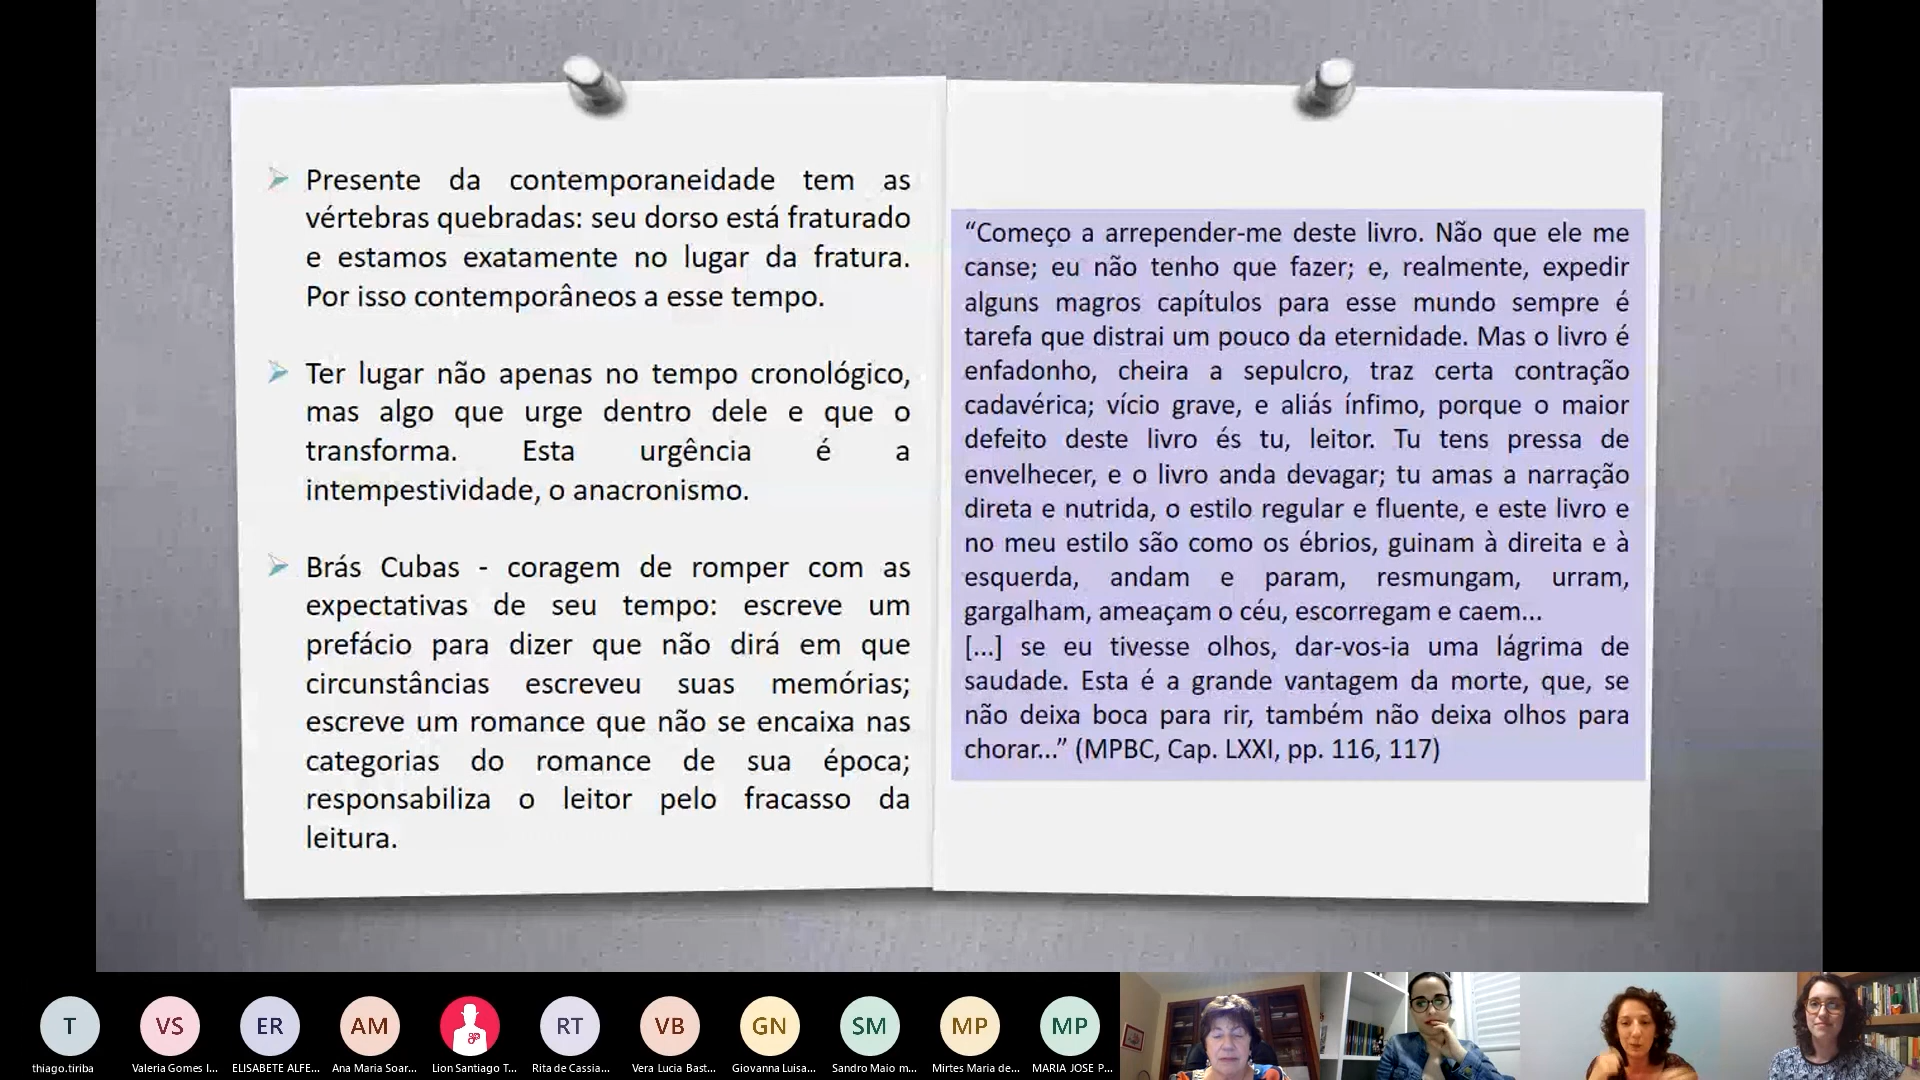 Presente da contemporaneidade tem as
vértebras quebradas: seu dorso está fraturado
e estamos exatamente no lugar da fratura.
Por isso contemporâneos a esse tempo.
Ter lugar não apenas no tempo cronológico,
mas algo que urge dentro dele e que o
transforma. Esta urgência é a
intempestividade, o anacronismo.
Brás Cubas - coragem de romper com as
expectativas de seu tempo: escreve um
prefácio para dizer que não dirá em que
circunstâncias escreveu suas memórias;
escreve um romance que não se encaixa nas
categorias do romance de sua época;
responsabiliza o leitor pelo fracasso da
leitura.
“Começo a arrepender-me deste livro. Não que ele me
canse; eu não tenho que fazer; e, realmente, expedir
alguns magros capítulos para esse mundo sempre é
tarefa que distrai um pouco da eternidade. Mas o livro é
enfadonho, cheira a sepulcro, traz certa contração
cadavérica; vício grave, e aliás ínfimo, porque o maior
defeito deste livro és tu, leitor. Tu tens pressa de
envelhecer, e o livro anda devagar; tu amas a narração
direta e nutrida, o estilo regular e fluente, e este livro e
no meu estilo são como os ébrios, guinam à direita e à
esquerda, andam e param, resmungam, urram,
gargalham, ameaçam o céu, escorregam e caem...
[...] se eu tivesse olhos, dar-vos-ia uma lágrima de
saudade. Esta é a grande vantagem da morte, que, se
não deixa boca para rir, também não deixa olhos para
chorar...” (MPBC, Cap. LXXI, pp. 116, 117)
T
VS
ER
AM
RT
VB
GN
SM
MP
MP
thiago.tiriba
Valeria Gomes I...
ELISABETE ALFE...
Ana Maria Soar...
Lion Santiago T...
Rita de Cassia...
Vera Lucia Bast...
Giovanna Luisa...
Sandro Maio m...
Mirtes Maria de...
MARIA JOSE P...